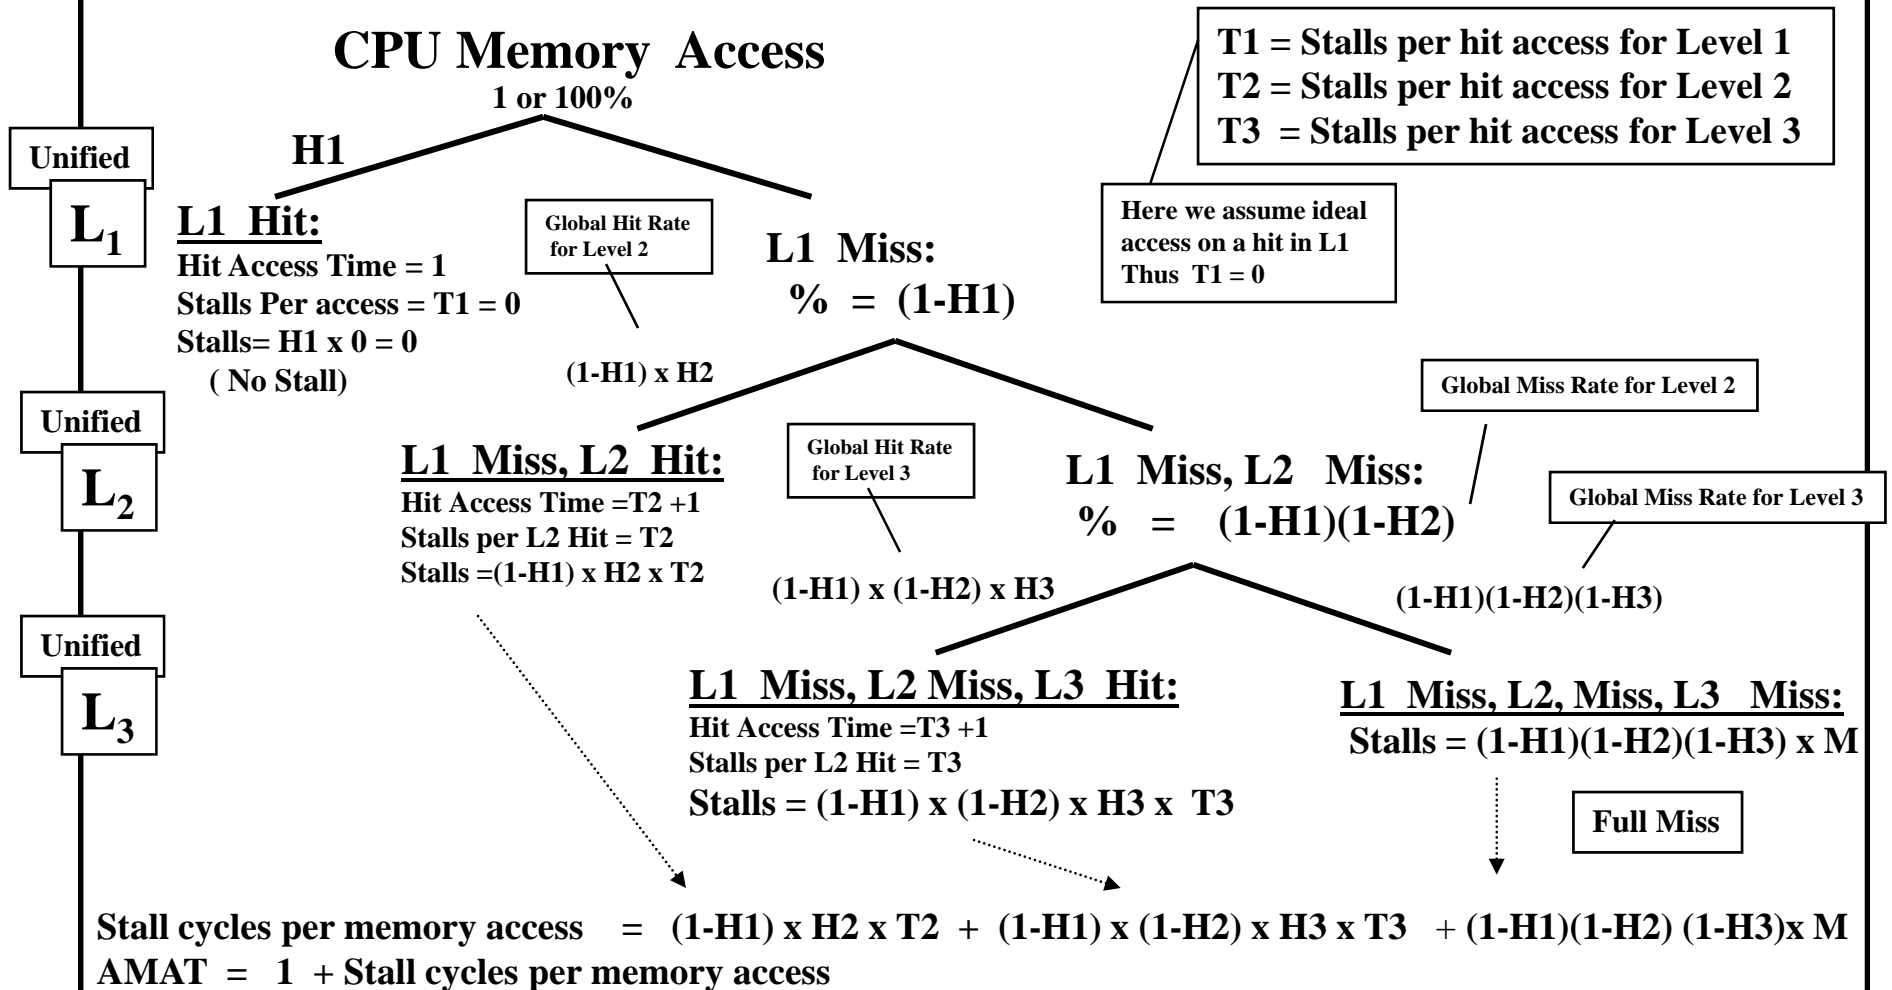 CPU Memory Access
1 or 100%
T1 = Stalls per hit access for Level 1
T2 = Stalls per hit access for Level 2
T3 = Stalls per hit access for Level 3
Here we assume ideal
access on a hit in L1
Thus T1 = 0
Unified
L1
H1
L1 Hit:
Hit Access Time = 1
Stalls Per access = T1 = 0
Stalls= H1 x 0 = 0
( No Stall)
Global Hit Rate
for Level 2
L1 Miss:
% = (1-H1)
(1-H1) x H2
Unified
L2
L1 Miss, L2 Hit:
Hit Access Time =T2 +1
Stalls per L2 Hit = T2
Stalls =(1-H1) x H2 x T2
Global Hit Rate
for Level 3
Global Miss Rate for Level 2
L1 Miss, L2 Miss:
% = (1-H1)(1-H2)
Global Miss Rate for Level 3
(1-H1) x (1-H2) x H3
(1-H1)(1-H2)(1-H3)
Unified
L3
L1 Miss, L2 Miss, L3 Hit:
Hit Access Time =T3 +1
Stalls per L2 Hit = T3
Stalls = (1-H1) x (1-H2) x H3 x T3
L1 Miss, L2, Miss, L3 Miss:
Stalls = (1-H1)(1-H2)(1-H3) x M
Full Miss
Stall cycles per memory access = (1-H1) x H2 x T2 + (1-H1) x (1-H2) x H3 x T3 + (1-H1)(1-H2) (1-H3)x M
AMAT = 1 + Stall cycles per memory access